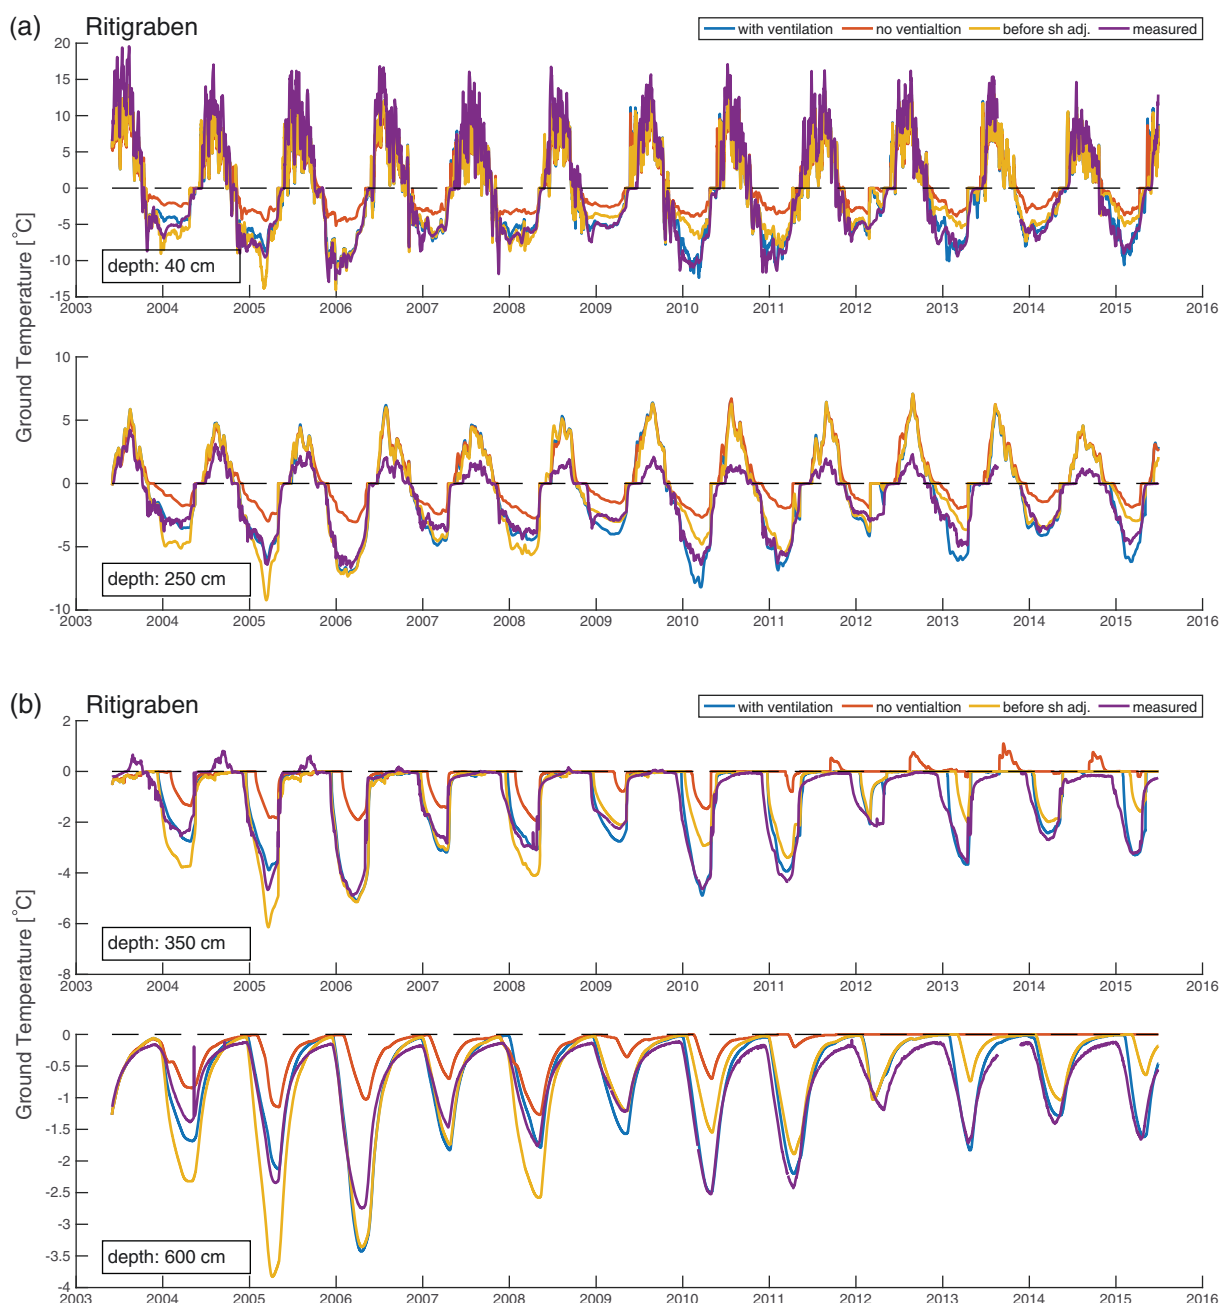 (a) Ritigraben
with ventilation no ventialtion before sh adj. measured
20
15
10
5
0
-5
-10
-15
depth: 40 cm
2003 2004 2005 2006 2007 2008 2009 2010 2011 2012 2013 2014 2015 2016
Ground Temperature [°C]
10
5
0
-5
-10
depth: 250 cm
2003 2004 2005 2006 2007 2008 2009 2010 2011 2012 2013 2014 2015 2016
(b) Ritigraben
with ventilation no ventialtion before sh adj. measured
2
0
-2
-4
-6
-8
depth: 350 cm
2003 2004 2005 2006 2007 2008 2009 2010 2011 2012 2013 2014 2015 2016
Ground Temperature [°C]
0
-0.5
-1
-1.5
-2
-2.5
-3
-3.5
-4
depth: 600 cm
2003 2004 2005 2006 2007 2008 2009 2010 2011 2012 2013 2014 2015 2016